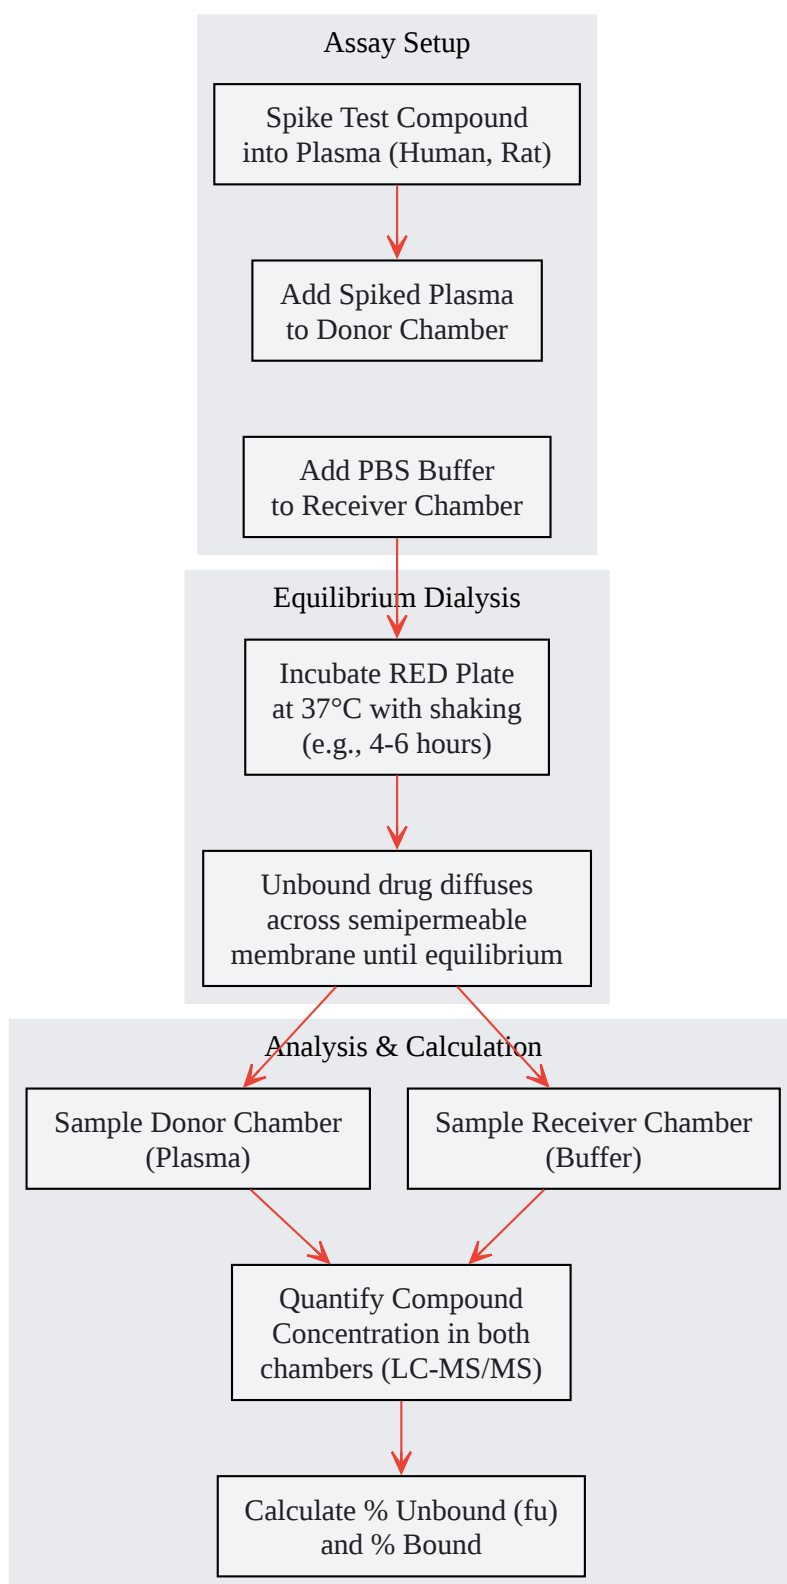 Assay Setup
Spike Test Compound
into Plasma (Human, Rat)
Add Spiked Plasma
to Donor Chamber
Add PBS Buffer
to Receiver Chamber
Equilibrium Dialysis
Incubate RED Plate
at 37°C with shaking
(e.g., 4-6 hours)
Unbound drug diffuses
across semipermeable
membrane until equilibrium
Analysis & Calculation
Sample Donor Chamber
(Plasma)
Sample Receiver Chamber
(Buffer)
Quantify Compound
Concentration in both
chambers (LC-MS/MS)
Calculate % Unbound (fu)
and % Bound